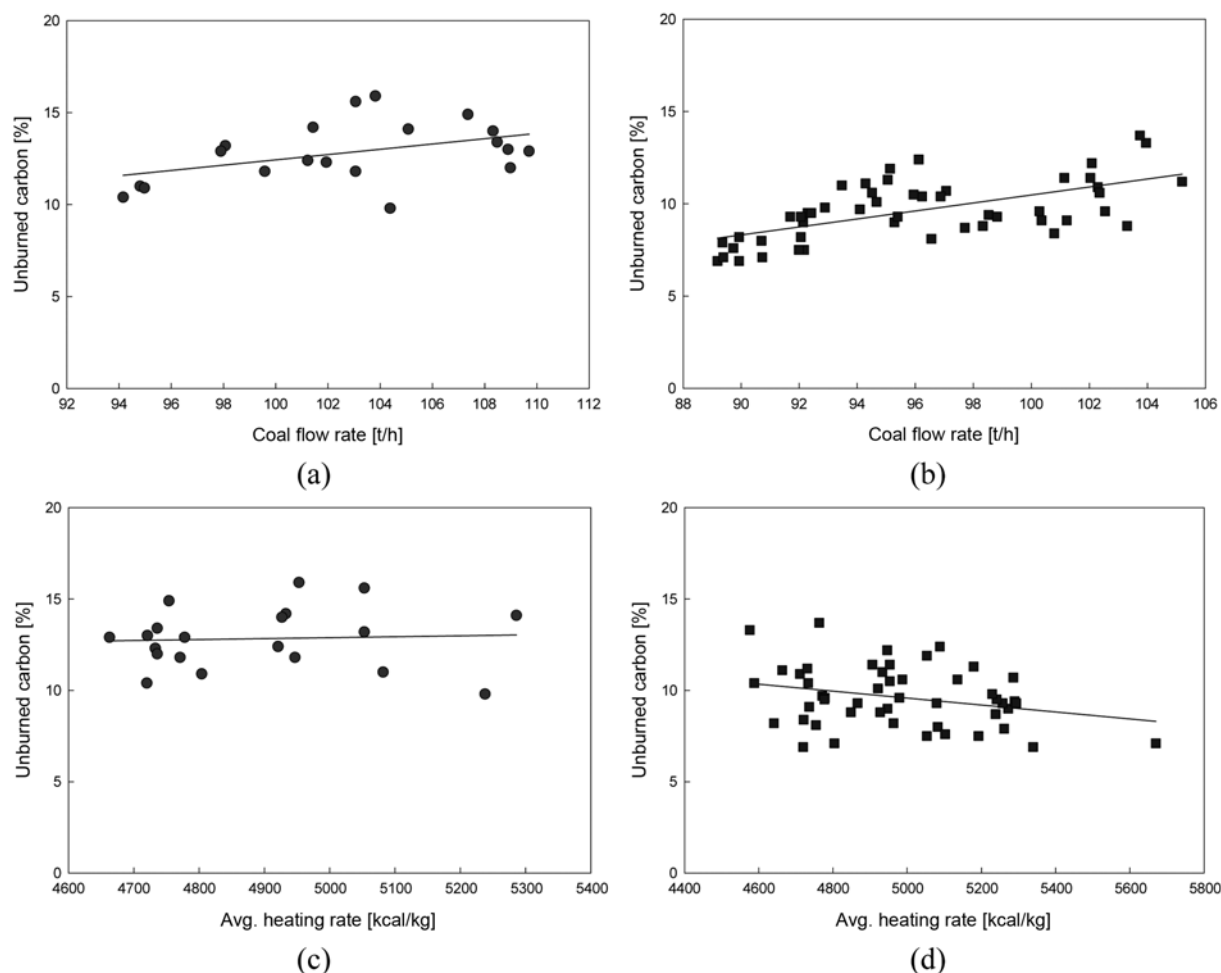 20
15
10
5
0
Unburned carbon [%]
92 94 96 98 100 102 104 106 108 110 112
Coal flow rate [t/h]
(a)
20
15
10
5
0
Unburned carbon [%]
88 90 92 94 96 98 100 102 104 106
Coal flow rate [t/h]
(b)
20
15
10
5
0
Unburned carbon [%]
4600 4700 4800 4900 5000 5100 5200 5300 5400
Avg. heating rate [kcal/kg]
(c)
20
15
10
5
0
Unburned carbon [%]
4400 4600 4800 5000 5200 5400 5600 5800
Avg. heating rate [kcal/kg]
(d)